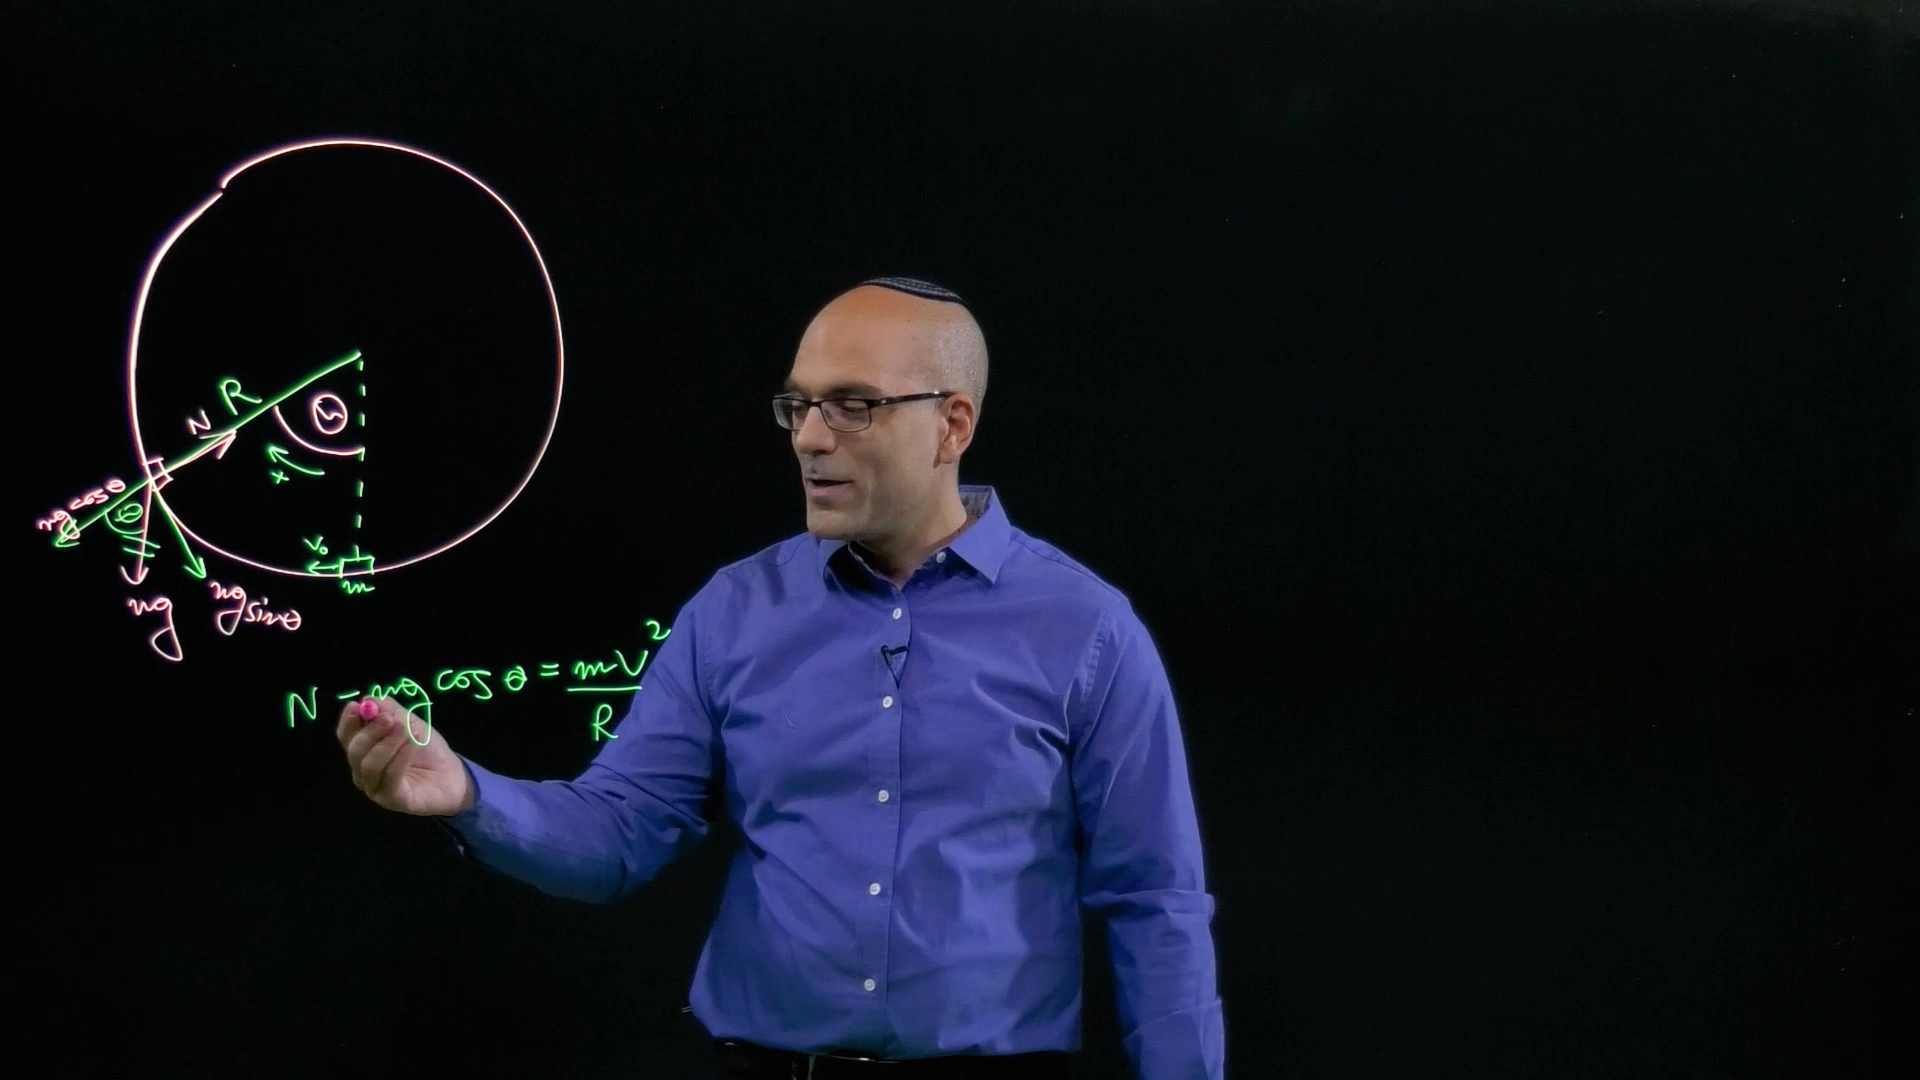 R
θ
N
x
mg cosθ
θ
v₀
m
mg
mg sinθ
N - mg cos θ = mv²/R